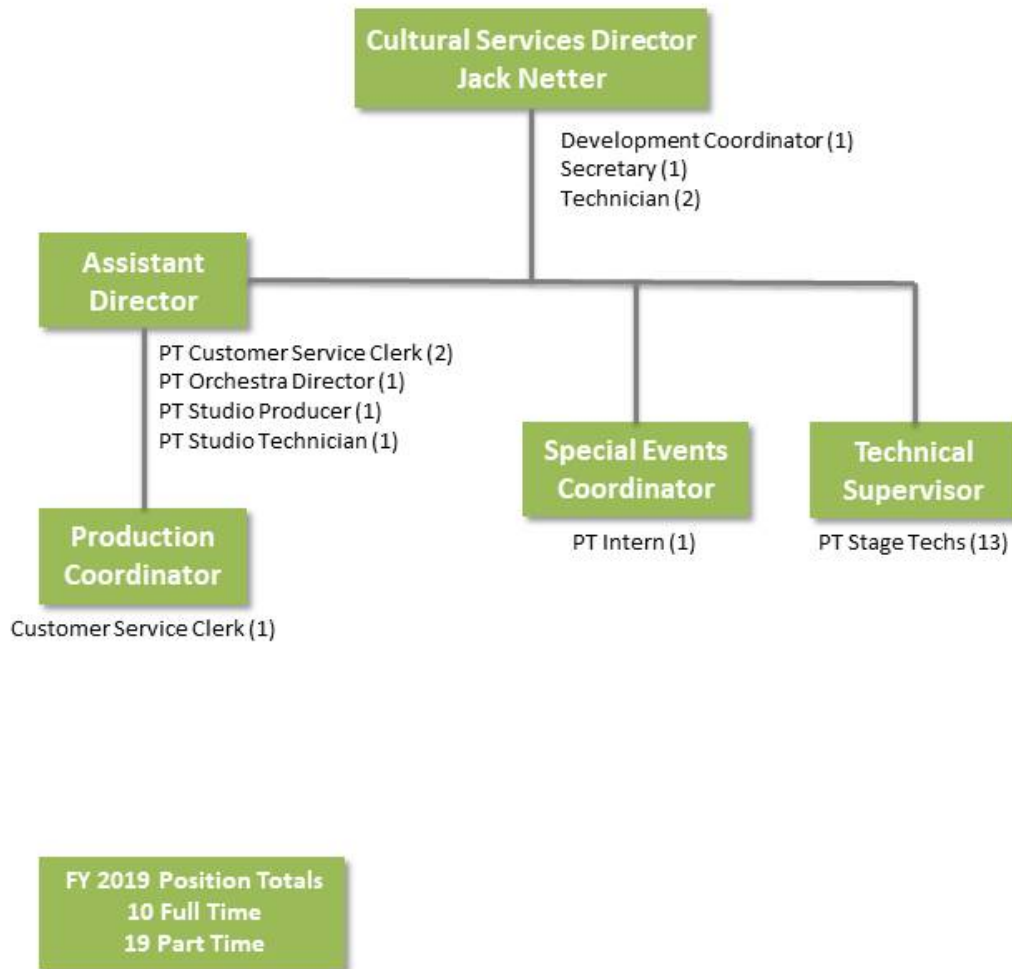 Cultural Services Director
Jack Netter
Development Coordinator (1)
Secretary (1)
Technician (2)
Assistant
Director
PT Customer Service Clerk (2)
PT Orchestra Director (1)
PT Studio Producer (1)
PT Studio Technician (1)
Special Events
Coordinator
PT Intern (1)
Technical
Supervisor
PT Stage Techs (13)
Production
Coordinator
Customer Service Clerk (1)
FY 2019 Position Totals
10 Full Time
19 Part Time